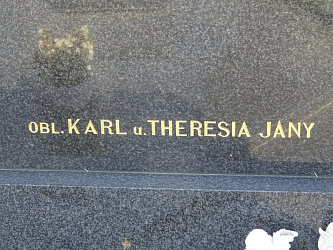 OBL. KARL u. THERESIA JANY